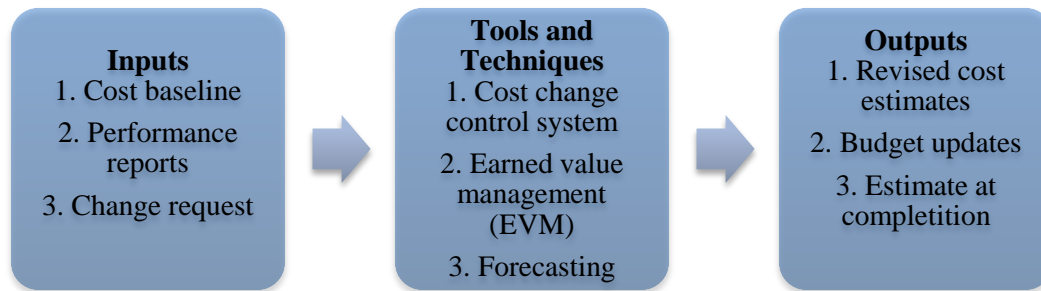 Inputs
1. Cost baseline
2. Performance
reports
3. Change request
Tools and
Techniques
1. Cost change
control system
2. Earned value
management
(EVM)
3. Forecasting
Outputs
1. Revised cost
estimates
2. Budget updates
3. Estimate at
completition